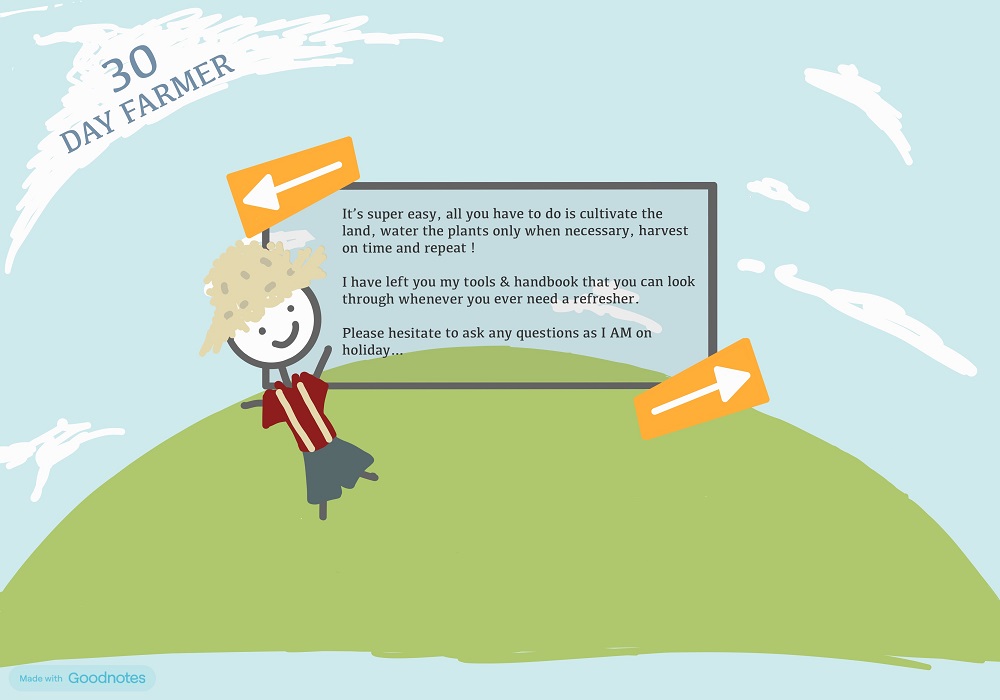 30
DAY FARMER
It's super easy, all you have to do is cultivate the
land, water the plants only when necessary, harvest
on time and repeat !
I have left you my tools & handbook that you can look
through whenever you ever need a refresher.
Please hesitate to ask any questions as I AM on
holiday...
Made with Goodnotes